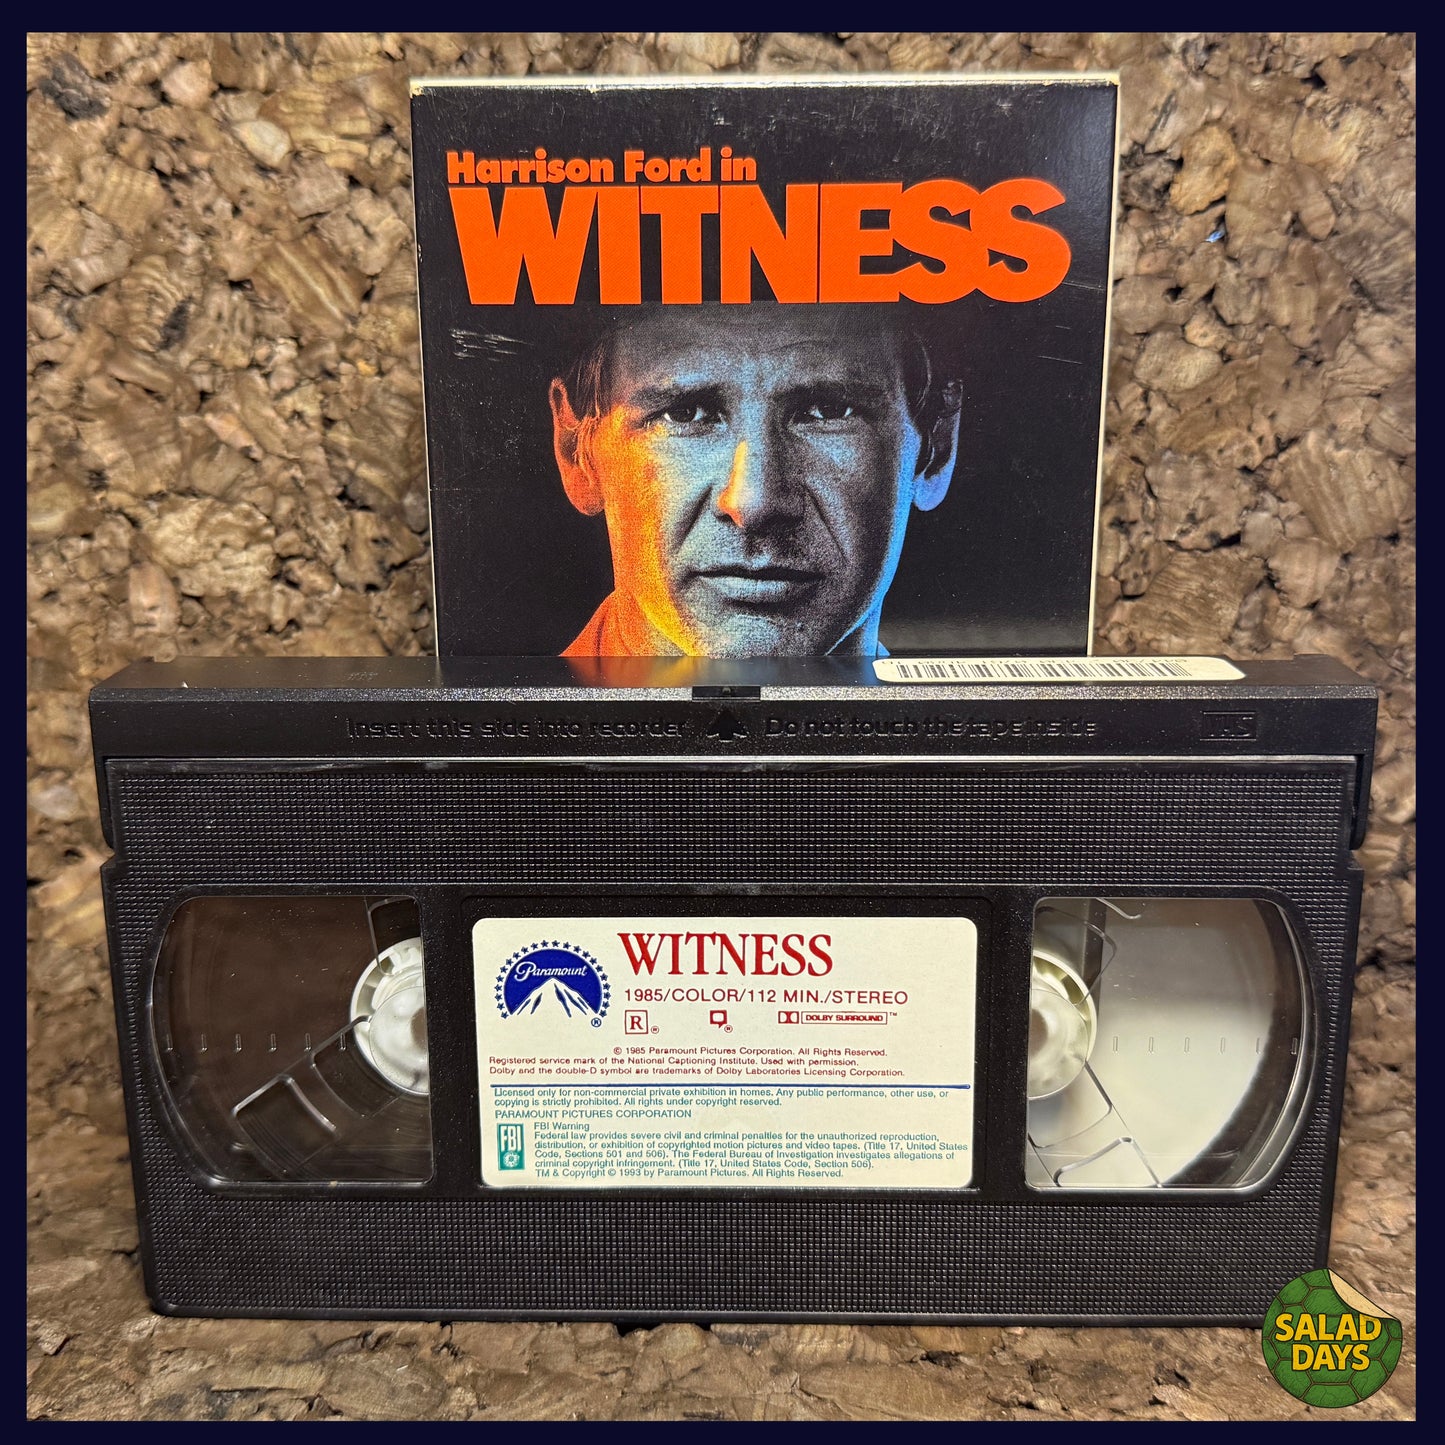 Harrison Ford in
WITNESS
Insert this side into recorder Do not touch the tape inside
VHS
Paramount
®
WITNESS
1985/COLOR/112 MIN./STEREO
R ® ® DOLBY SURROUND ™
© 1985 Paramount Pictures Corporation. All Rights Reserved.
Registered service mark of the National Captioning Institute. Used with permission.
Dolby and the double-D symbol are trademarks of Dolby Laboratories Licensing Corporation.
Licensed only for non-commercial private exhibition in homes. Any public performance, other use, or
copying is strictly prohibited. All rights under copyright reserved.
PARAMOUNT PICTURES CORPORATION
FBI
FBI Warning
Federal law provides severe civil and criminal penalties for the unauthorized reproduction,
distribution, or exhibition of copyrighted motion pictures and video tapes. (Title 17, United States
Code, Sections 501 and 506). The Federal Bureau of Investigation investigates allegations of
criminal copyright infringement. (Title 17, United States Code, Section 506).
TM & Copyright © 1993 by Paramount Pictures. All Rights Reserved.
SALAD
DAYS